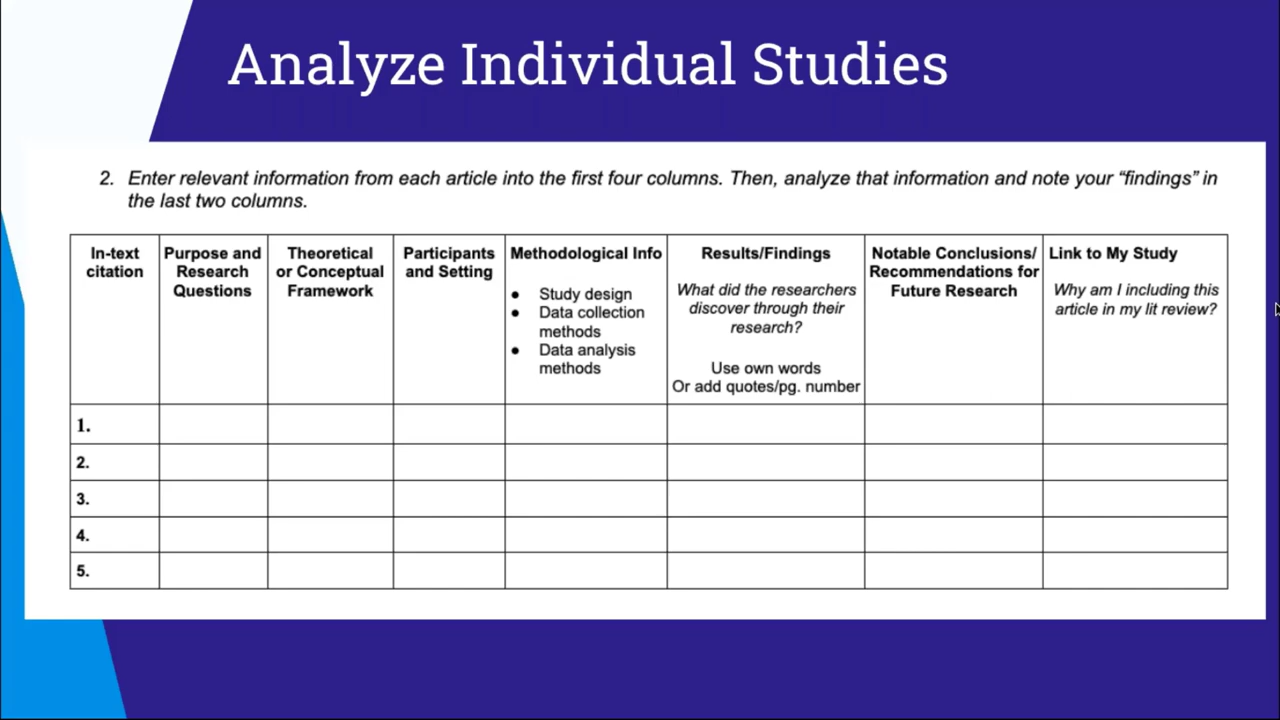 Analyze Individual Studies
2. Enter relevant information from each article into the first four columns. Then, analyze that information and note your “findings” in
the last two columns.
In-text
citation
Purpose and
Research
Questions
Theoretical
or Conceptual
Framework
Participants
and Setting
Methodological Info
● Study design
● Data collection
methods
● Data analysis
methods
Results/Findings
What did the researchers
discover through their
research?
Use own words
Or add quotes/pg. number
Notable Conclusions/
Recommendations for
Future Research
Link to My Study
Why am I including this
article in my lit review?
1.
2.
3.
4.
5.